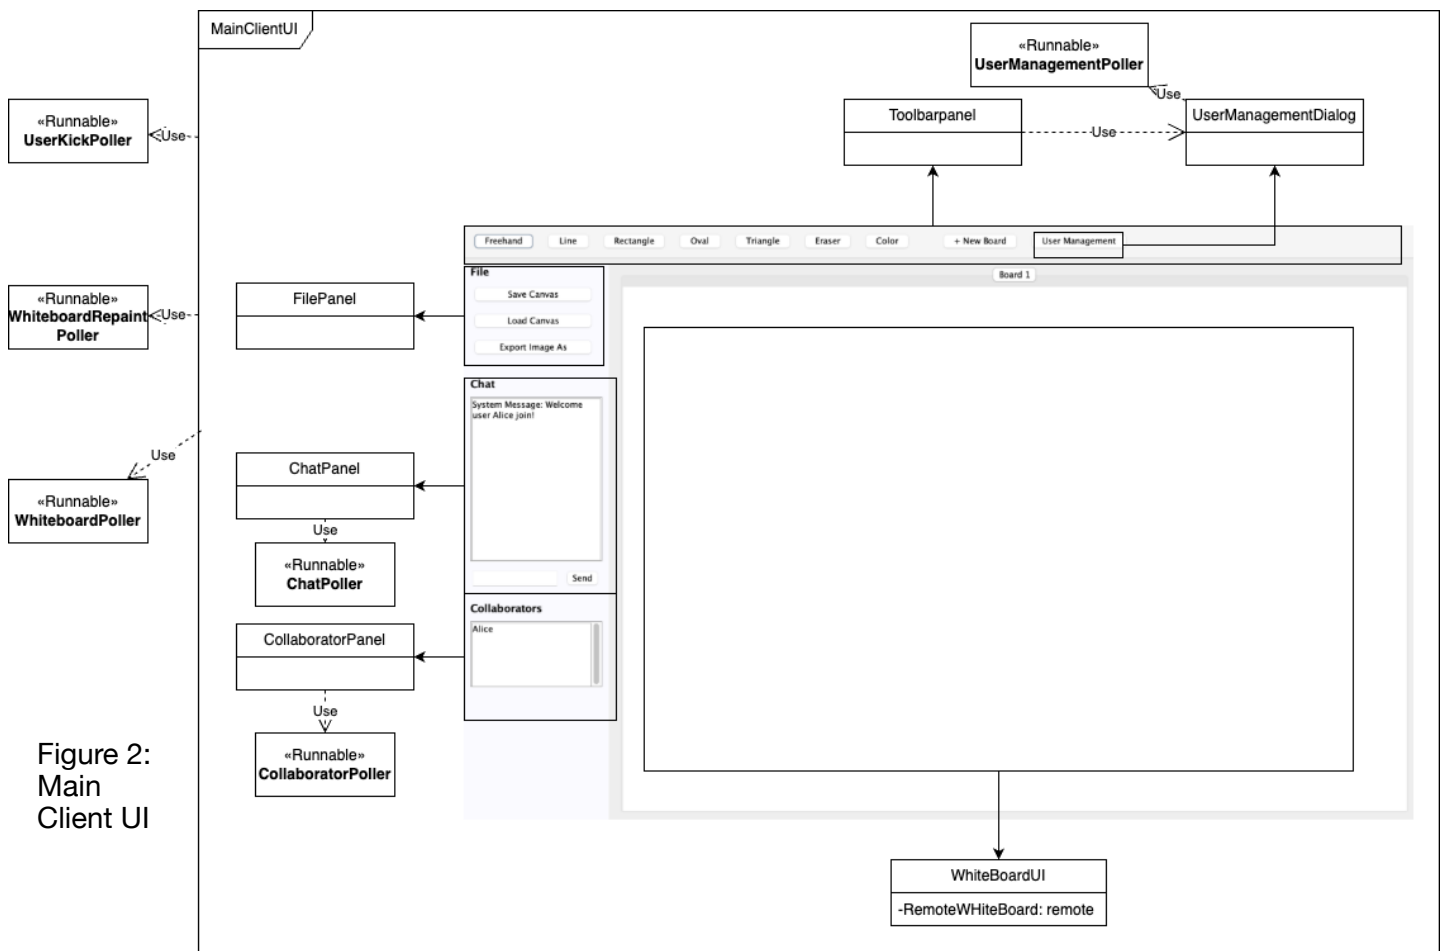 MainClientUI
«Runnable»
UserManagementPoller
Use
«Runnable»
UserKickPoller
Use
Toolbarpanel
Use
UserManagementDialog
Freehand Line Rectangle Oval Triangle Eraser Color + New Board User Management
File
Board 1
Save Canvas
Load Canvas
Export Image As
«Runnable»
WhiteboardRepaint
Poller
Use
FilePanel
Chat
System Message: Welcome
user Alice join!
Use
ChatPanel
«Runnable»
WhiteboardPoller
Use
«Runnable»
ChatPoller
Send
Collaborators
Alice
CollaboratorPanel
Use
«Runnable»
CollaboratorPoller
Figure 2:
Main
Client UI
WhiteBoardUI
-RemoteWHiteBoard: remote